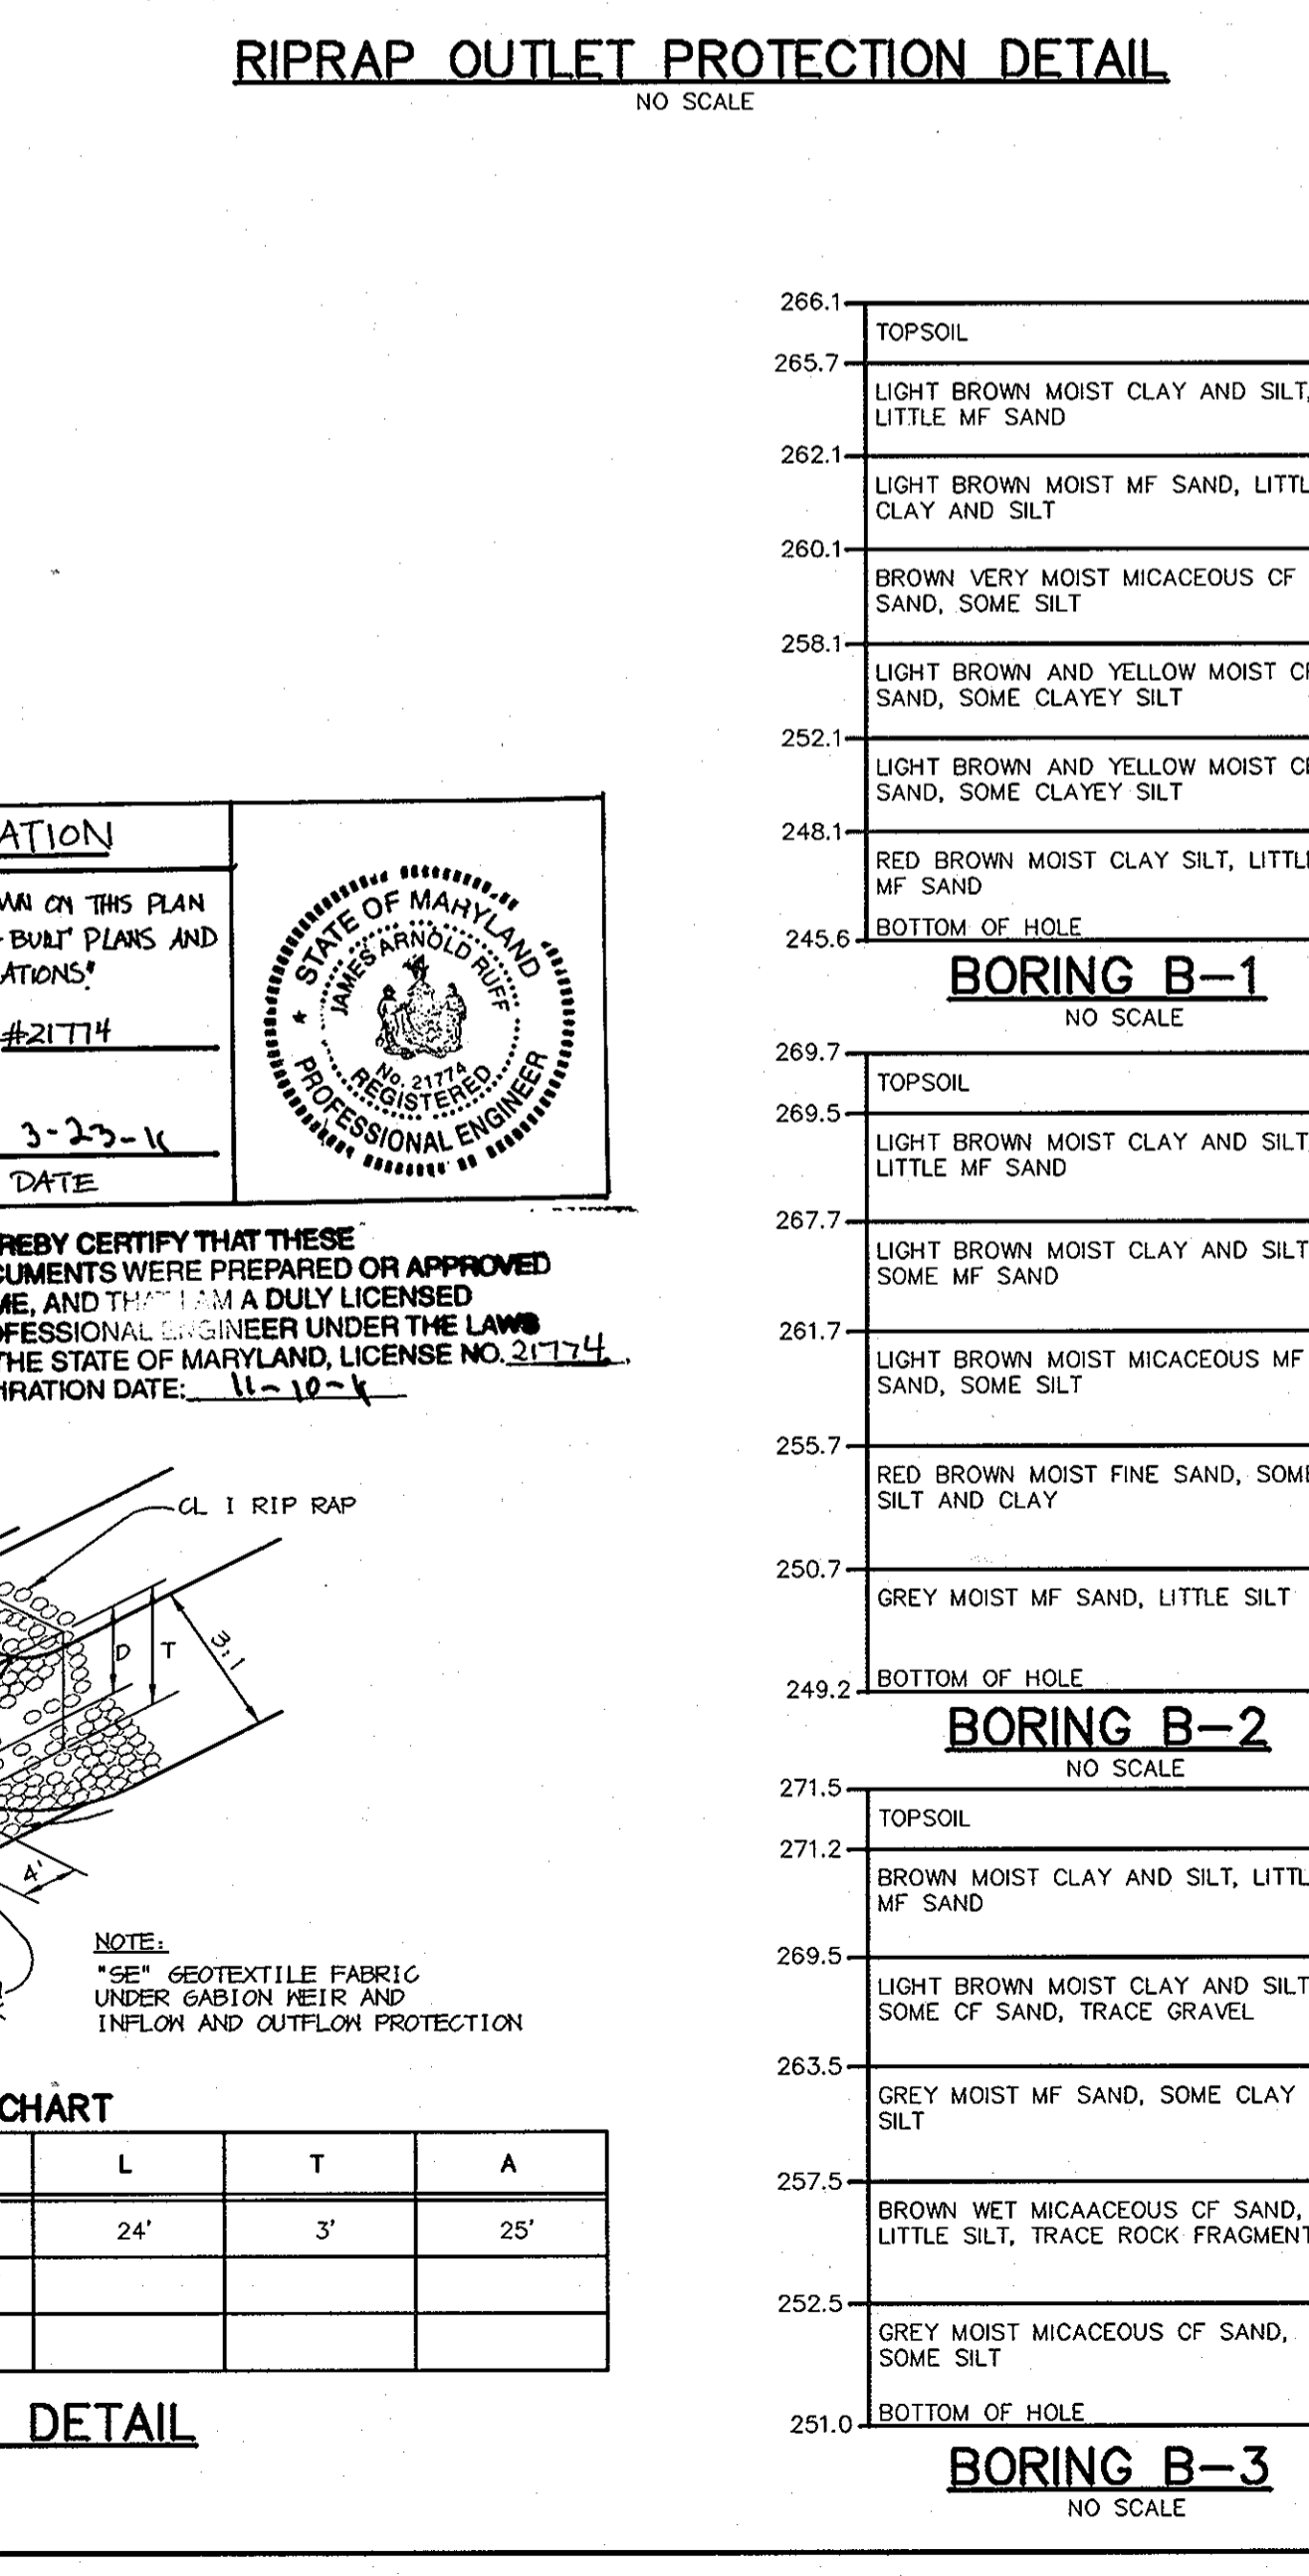 RIPRAP OUTLET PROTECTION DETAIL
NO SCALE
ATION
WN ON THIS PLAN
-BUILT PLANS AND
ATIONS."
#21774
3-23-
DATE
STATE OF MARYLAND
JAMES ARNOLD RUFF
No. 21774
REGISTERED
PROFESSIONAL ENGINEER
REBY CERTIFY THAT THESE
CUMENTS WERE PREPARED OR APPROVED
ME, AND THAT I AM A DULY LICENSED
OFESSIONAL ENGINEER UNDER THE LAWS
THE STATE OF MARYLAND, LICENSE NO. 21774
IRATION DATE: 11-10-
CL I RIP RAP
D
T
3:1
4'
NOTE:
"SE" GEOTEXTILE FABRIC
UNDER GABION WEIR AND
INFLOW AND OUTFLOW PROTECTION
CHART
L T A
24' 3' 25'
DETAIL
266.1
TOPSOIL
265.7
LIGHT BROWN MOIST CLAY AND SILT,
LITTLE MF SAND
262.1
LIGHT BROWN MOIST MF SAND, LITTL
CLAY AND SILT
260.1
BROWN VERY MOIST MICACEOUS CF
SAND, SOME SILT
258.1
LIGHT BROWN AND YELLOW MOIST CF
SAND, SOME CLAYEY SILT
252.1
LIGHT BROWN AND YELLOW MOIST CF
SAND, SOME CLAYEY SILT
248.1
RED BROWN MOIST CLAY SILT, LITTLE
MF SAND
BOTTOM OF HOLE
245.6
BORING B-1
NO SCALE
269.7
TOPSOIL
269.5
LIGHT BROWN MOIST CLAY AND SILT
LITTLE MF SAND
267.7
LIGHT BROWN MOIST CLAY AND SILT
SOME MF SAND
261.7
LIGHT BROWN MOIST MICACEOUS MF
SAND, SOME SILT
255.7
RED BROWN MOIST FINE SAND, SOME
SILT AND CLAY
250.7
GREY MOIST MF SAND, LITTLE SILT
BOTTOM OF HOLE
249.2
BORING B-2
NO SCALE
271.5
TOPSOIL
271.2
BROWN MOIST CLAY AND SILT, LITTL
MF SAND
269.5
LIGHT BROWN MOIST CLAY AND SILT
SOME CF SAND, TRACE GRAVEL
263.5
GREY MOIST MF SAND, SOME CLAY
SILT
257.5
BROWN WET MICAACEOUS CF SAND,
LITTLE SILT, TRACE ROCK FRAGMENT
252.5
GREY MOIST MICACEOUS CF SAND,
SOME SILT
BOTTOM OF HOLE
251.0
BORING B-3
NO SCALE